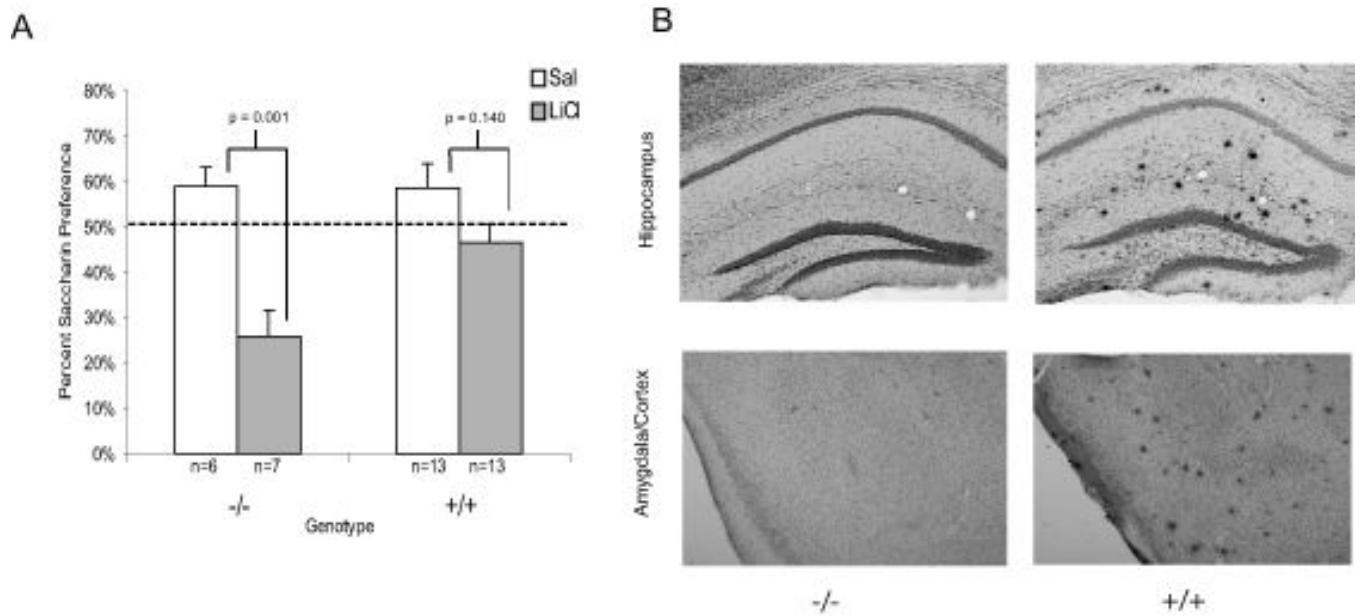 A
B
Sal
LiCl
80%
70%
60%
50%
40%
30%
20%
10%
0%
Percent Saccharin Preference
p = 0.001
p = 0.140
n=6 n=7 n=13 n=13
-/- +/+
Genotype
Hippocampus
Amygdala/Cortex
-/- +/+